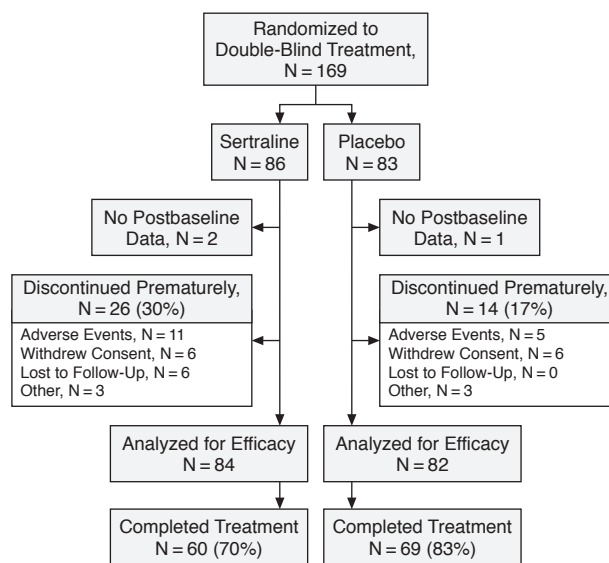 Randomized to
Double-Blind Treatment,
N = 169
Sertraline
N = 86
Placebo
N = 83
No Postbaseline
Data, N = 2
No Postbaseline
Data, N = 1
Discontinued Prematurely,
N = 26 (30%)
Adverse Events, N = 11
Withdrew Consent, N = 6
Lost to Follow-Up, N = 6
Other, N = 3
Discontinued Prematurely,
N = 14 (17%)
Adverse Events, N = 5
Withdrew Consent, N = 6
Lost to Follow-Up, N = 0
Other, N = 3
Analyzed for Efficacy
N = 84
Analyzed for Efficacy
N = 82
Completed Treatment
N = 60 (70%)
Completed Treatment
N = 69 (83%)